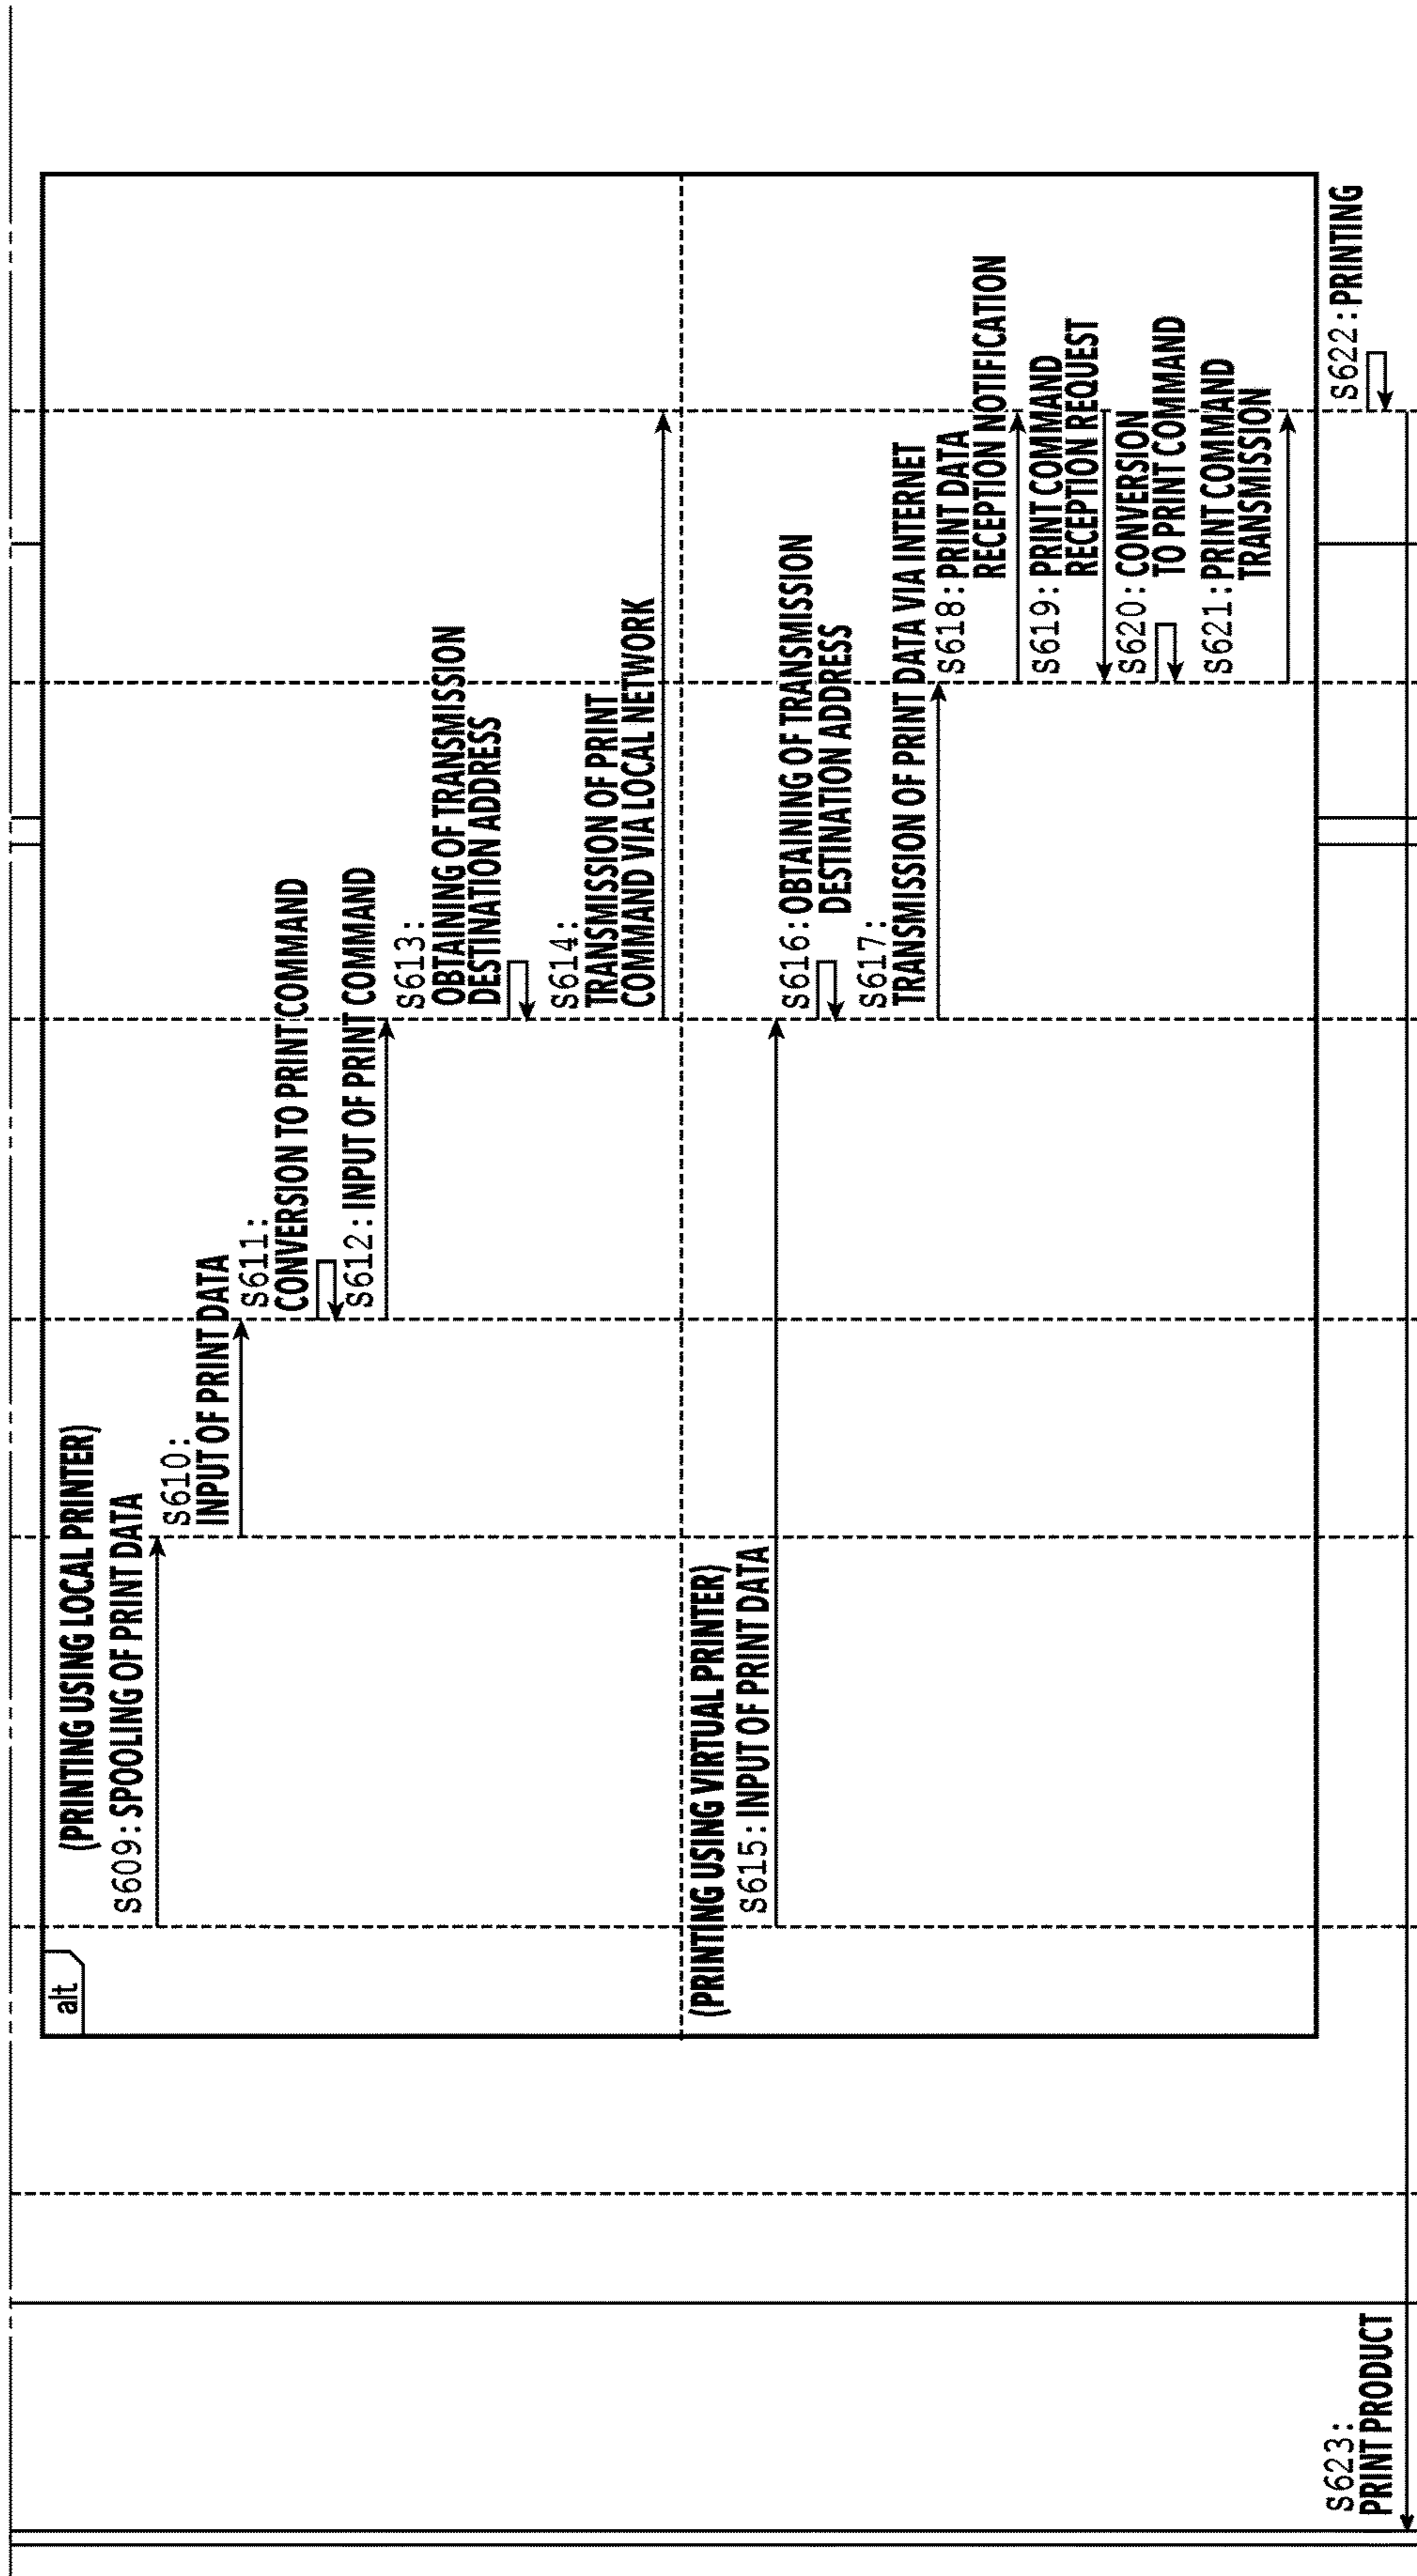 alt
(PRINTING USING LOCAL PRINTER)
S609: SPOOLING OF PRINT DATA
S610:
INPUT OF PRINT DATA
S611:
CONVERSION TO PRINT COMMAND
S612: INPUT OF PRINT COMMAND
S613:
OBTAINING OF TRANSMISSION
DESTINATION ADDRESS
S614:
TRANSMISSION OF PRINT
COMMAND VIA LOCAL NETWORK
(PRINTING USING VIRTUAL PRINTER)
S615: INPUT OF PRINT DATA
S616: OBTAINING OF TRANSMISSION
DESTINATION ADDRESS
S617:
TRANSMISSION OF PRINT DATA VIA INTERNET
S618: PRINT DATA
RECEPTION NOTIFICATION
S619: PRINT COMMAND
RECEPTION REQUEST
S620: CONVERSION
TO PRINT COMMAND
S621: PRINT COMMAND
TRANSMISSION
S622: PRINTING
S623:
PRINT PRODUCT